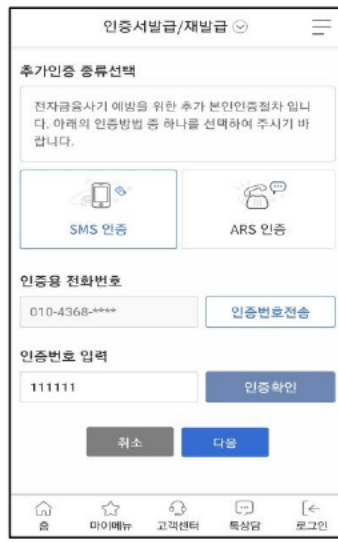 인증서발급/재발급
추가인증 종류선택
전자금융사기 예방을 위한 추가 본인인증절차 입니
다. 아래의 인증방법 중 하나를 선택하여 주시기 바
랍니다.
SMS 인증 ARS 인증
인증용 전화번호
010-4368-**** 인증번호전송
인증번호 입력
111111 인증확인
취소 다음
홈 마이메뉴 고객센터 톡상담 로그인